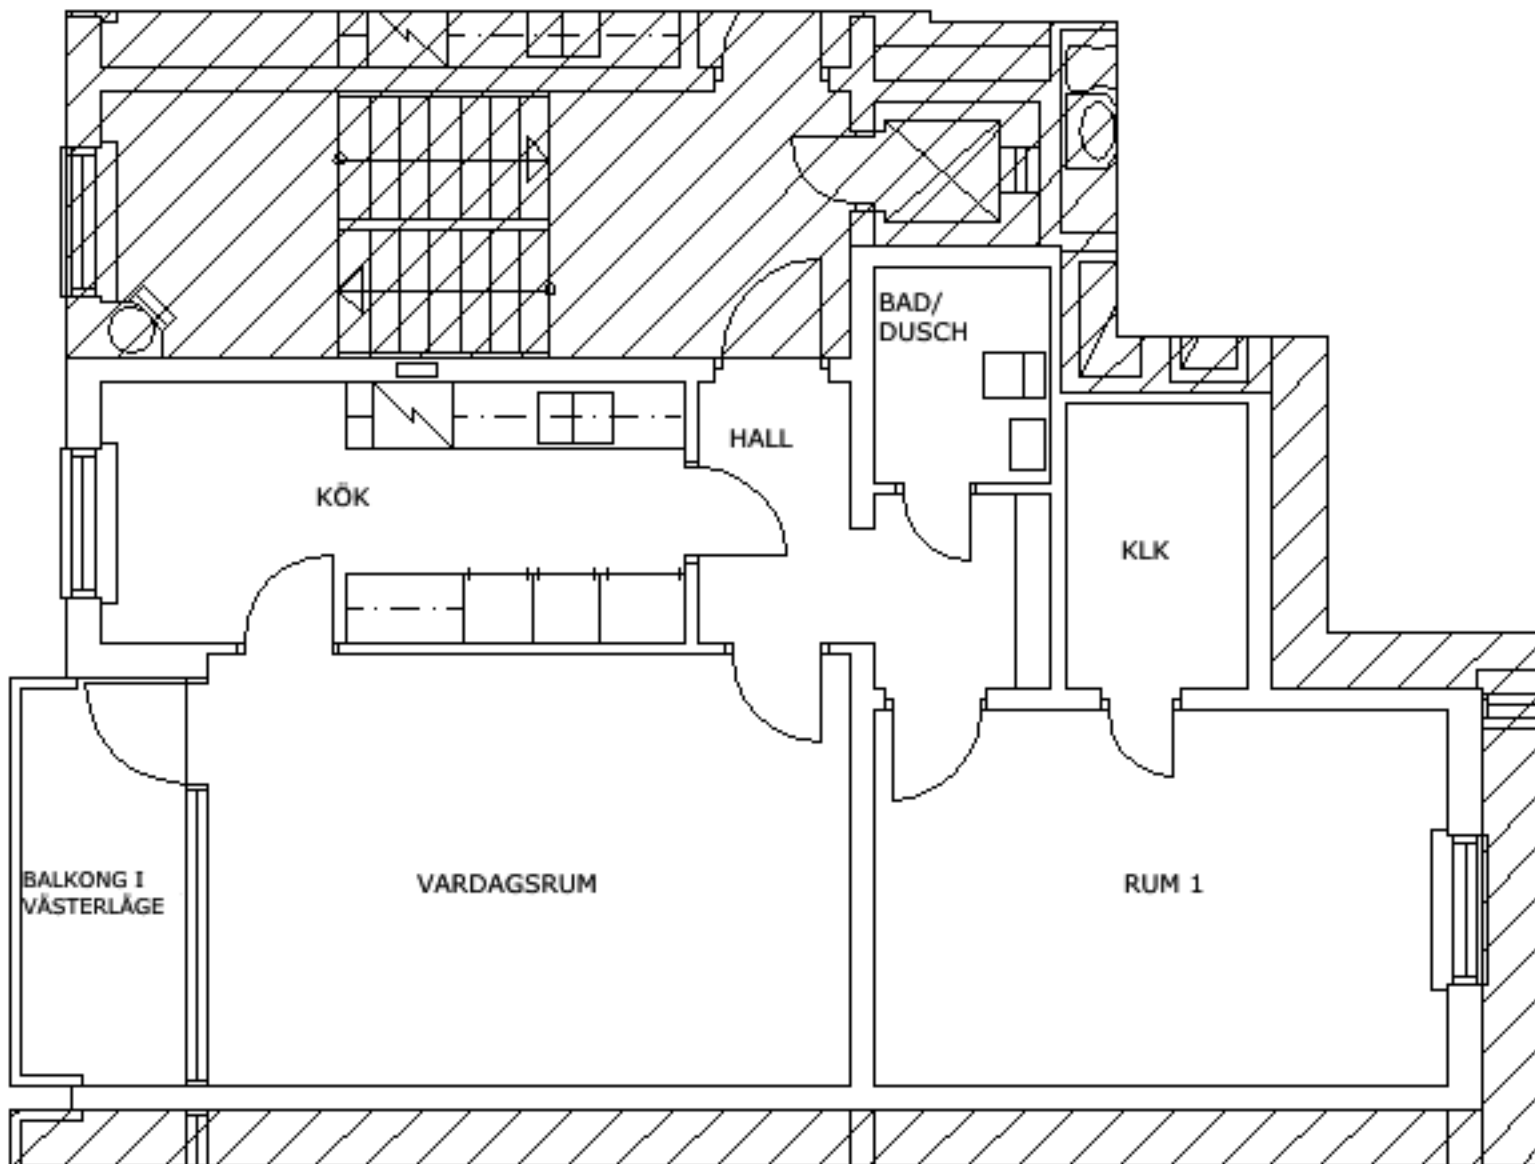 BAD/
DUSCH
HALL
KÖK
KLK
BALKONG I
VÄSTERLÄGE
VARDAGSRUM
RUM 1